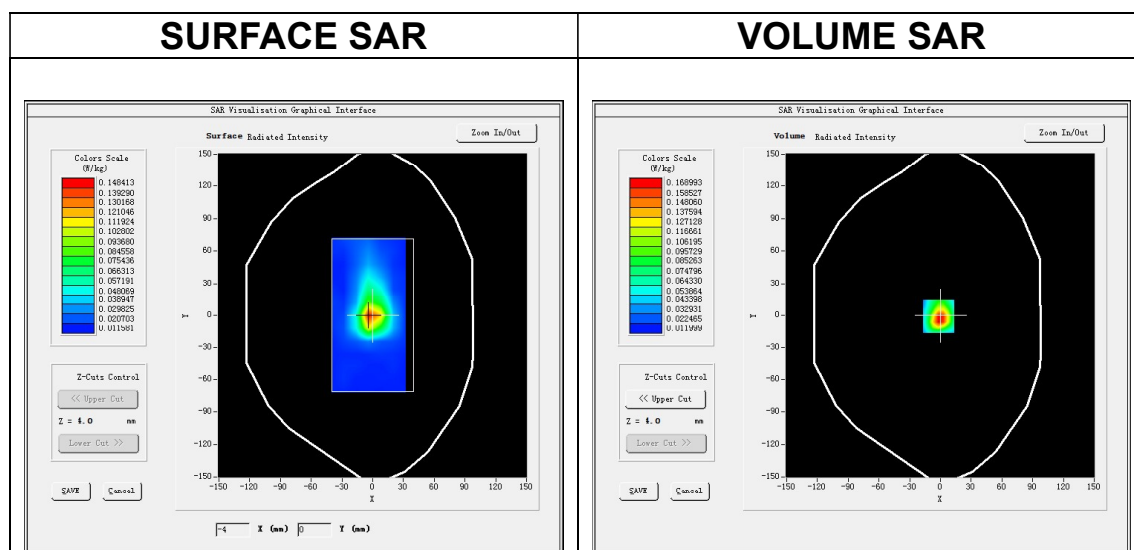 SURFACE SAR
VOLUME SAR
SAR Visualisation Graphical Interface
Surface Radiated Intensity
Zoom In/Out
Colors Scale
(W/kg)
0.148413
0.139290
0.130168
0.121046
0.111924
0.102802
0.093680
0.084558
0.075436
0.066313
0.057191
0.048069
0.038947
0.029825
0.020703
0.011581
Z-Cuts Control
<< Upper Cut
Z = 4.0 mm
Lower Cut >>
SAVE Cancel
150
120
90
60
30
0
-30
-60
-90
-120
-150
Y
-150 -120 -90 -60 -30 0 30 60 90 120 150
X
-4 X (mm) 0 Y (mm)
SAR Visualisation Graphical Interface
Volume Radiated Intensity
Zoom In/Out
Colors Scale
(W/kg)
0.168993
0.158527
0.148060
0.137594
0.127128
0.116661
0.106195
0.095729
0.085263
0.074796
0.064330
0.053864
0.043398
0.032931
0.022465
0.011999
Z-Cuts Control
<< Upper Cut
Z = 4.0 mm
Lower Cut >>
SAVE Cancel
150
120
90
60
30
0
-30
-60
-90
-120
-150
Y
-150 -120 -90 -60 -30 0 30 60 90 120 150
X